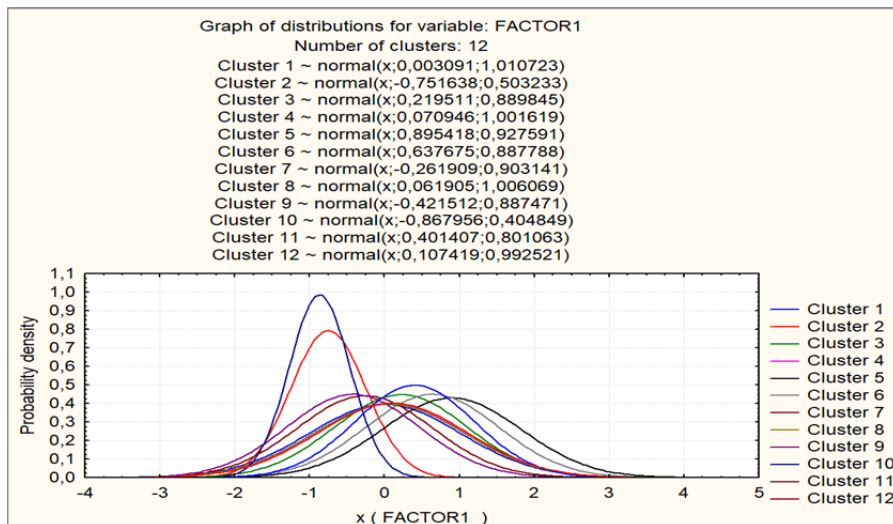 Graph of distributions for variable: FACTOR1
Number of clusters: 12
Cluster 1 ~ normal(x;0,003091;1,010723)
Cluster 2 ~ normal(x;-0,751638;0,503233)
Cluster 3 ~ normal(x;0,219511;0,889845)
Cluster 4 ~ normal(x;0,070946;1,001619)
Cluster 5 ~ normal(x;0,895418;0,927591)
Cluster 6 ~ normal(x;0,637675;0,887788)
Cluster 7 ~ normal(x;-0,261909;0,903141)
Cluster 8 ~ normal(x;0,061905;1,006069)
Cluster 9 ~ normal(x;-0,421512;0,887471)
Cluster 10 ~ normal(x;-0,867956;0,404849)
Cluster 11 ~ normal(x;0,401407;0,801063)
Cluster 12 ~ normal(x;0,107419;0,992521)
1,1
1,0
0,9
0,8
0,7
0,6
0,5
0,4
0,3
0,2
0,1
0,0
Probability density
-4 -3 -2 -1 0 1 2 3 4 5
x ( FACTOR1 )
Cluster 1
Cluster 2
Cluster 3
Cluster 4
Cluster 5
Cluster 6
Cluster 7
Cluster 8
Cluster 9
Cluster 10
Cluster 11
Cluster 12